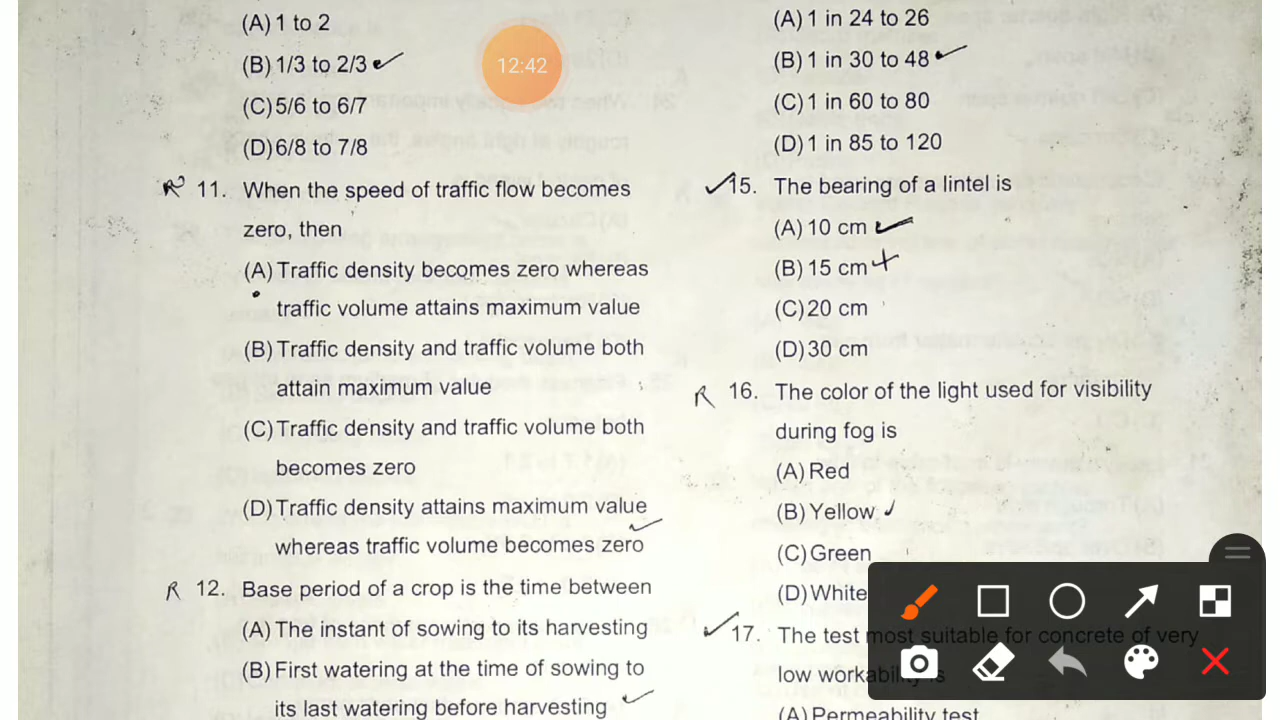 (A) 1 to 2
(B) 1/3 to 2/3
(C) 5/6 to 6/7
(D) 6/8 to 7/8
R 11. When the speed of traffic flow becomes
zero, then
(A) Traffic density becomes zero whereas
traffic volume attains maximum value
(B) Traffic density and traffic volume both
attain maximum value
(C) Traffic density and traffic volume both
becomes zero
(D) Traffic density attains maximum value
whereas traffic volume becomes zero
R 12. Base period of a crop is the time between
(A) The instant of sowing to its harvesting
(B) First watering at the time of sowing to
its last watering before harvesting
12:42
(A) 1 in 24 to 26
(B) 1 in 30 to 48
(C) 1 in 60 to 80
(D) 1 in 85 to 120
15. The bearing of a lintel is
(A) 10 cm
(B) 15 cm
(C) 20 cm
(D) 30 cm
R 16. The color of the light used for visibility
during fog is
(A) Red
(B) Yellow
(C) Green
(D) White
17. The test most suitable for concrete of very
low workability is
(A) Permeability test